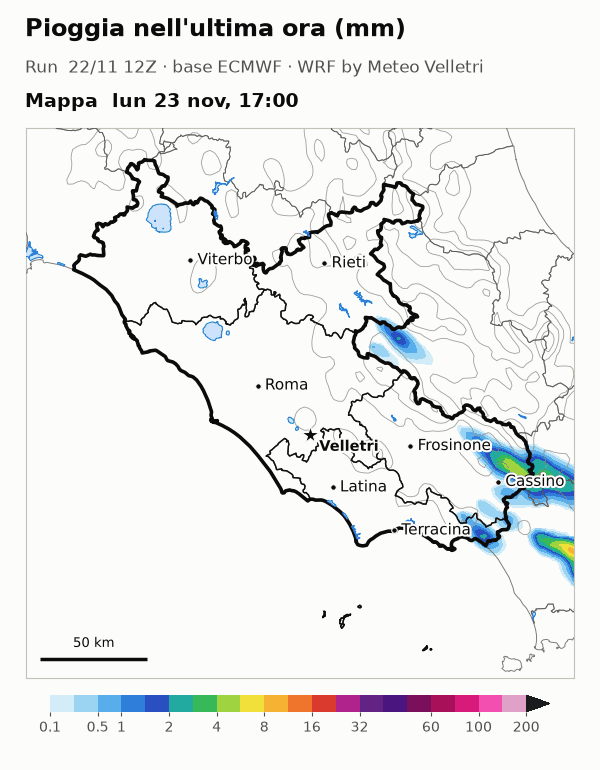 Pioggia nell'ultima ora (mm)
Run  22/11 12Z · base ECMWF · WRF by Meteo Velletri
Mappa  lun 23 nov, 17:00
Viterbo
Rieti
Roma
Velletri
Frosinone
Latina
Cassino
Terracina
50 km
0.1 0.5 1 2 4 8 16 32 60 100 200